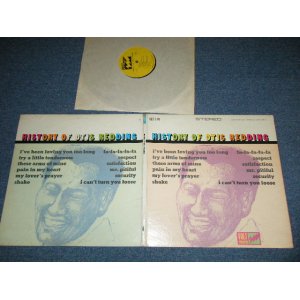 HISTORY OF OTIS REDDING
i've been loving you too long
try a little tenderness
these arms of mine
pain in my heart
my lover's prayer
shake
fa-fa-fa-fa-fa
respect
satisfaction
mr. pitiful
security
i can't turn you loose
STEREO
HISTORY OF OTIS REDDING
i've been loving you too long
try a little tenderness
these arms of mine
pain in my heart
my lover's prayer
shake
fa-fa-fa-fa-fa
respect
satisfaction
mr. pitiful
security
i can't turn you loose